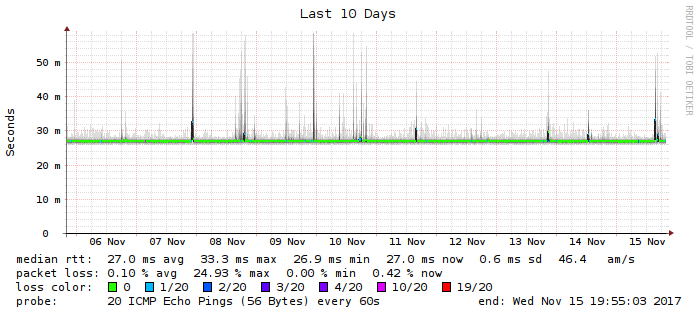 Last 10 Days
RRDTOOL / TOBI OETIKER
Seconds
50 m
40 m
30 m
20 m
10 m
0
06 Nov 07 Nov 08 Nov 09 Nov 10 Nov 11 Nov 12 Nov 13 Nov 14 Nov 15 Nov
median rtt: 27.0 ms avg 33.3 ms max 26.9 ms min 27.0 ms now 0.6 ms sd 46.4 am/s
packet loss: 0.10 % avg 24.93 % max 0.00 % min 0.42 % now
loss color: 0 1/20 2/20 3/20 4/20 10/20 19/20
probe: 20 ICMP Echo Pings (56 Bytes) every 60s end: Wed Nov 15 19:55:03 2017